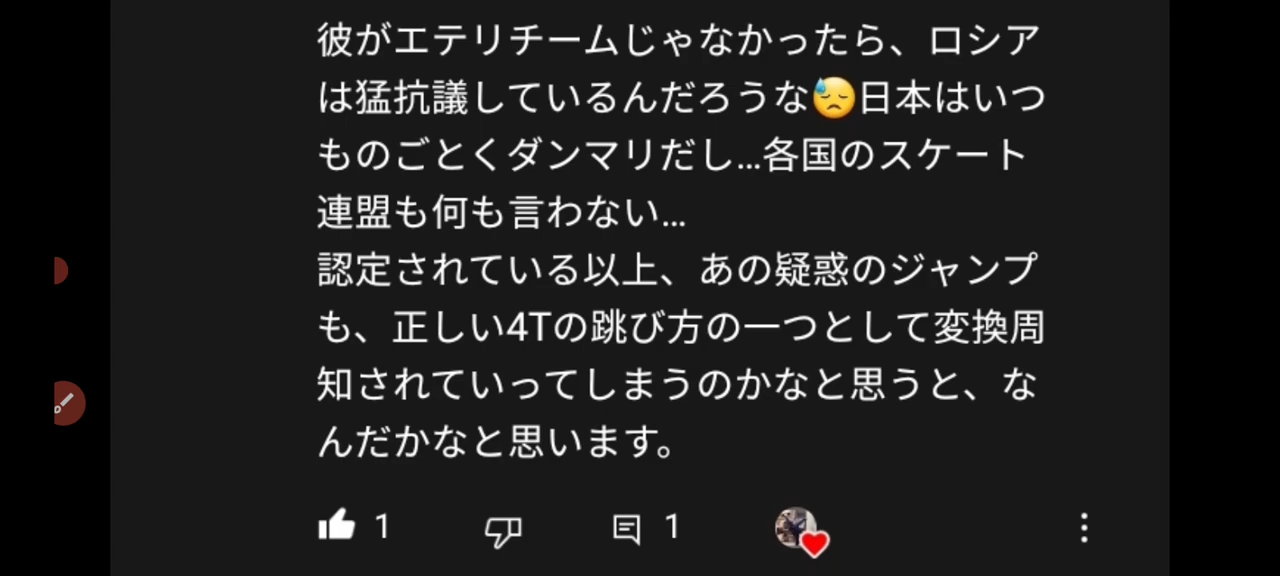 彼がエテリチームじゃなかったら、ロシア
は猛抗議しているんだろうな😓日本はいつ
ものごとくダンマリだし…各国のスケート
連盟も何も言わない…
認定されている以上、あの疑惑のジャンプ
も、正しい4Tの跳び方の一つとして変換周
知されていってしまうのかなと思うと、な
んだかなと思います。
1 1